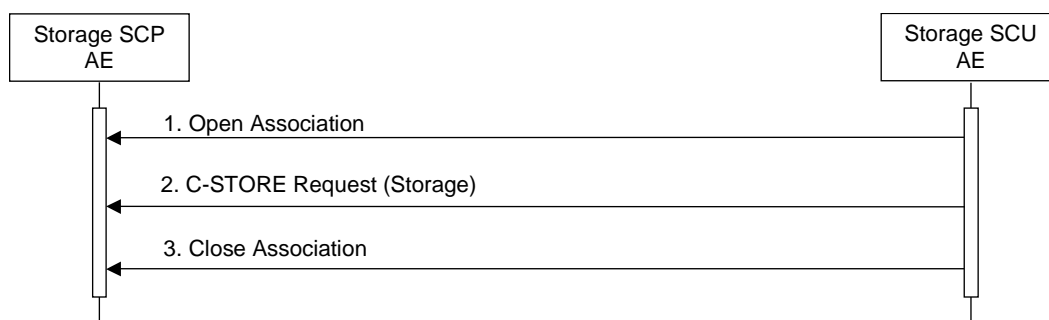 Storage SCP
AE
Storage SCU
AE
1. Open Association
2. C-STORE Request (Storage)
3. Close Association